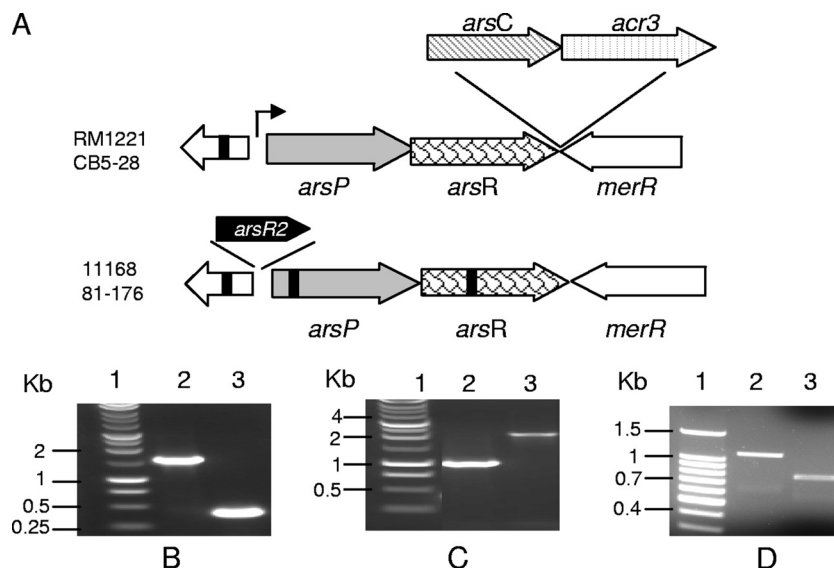 A
arsC acr3
RM1221
CB5-28
arsP arsR merR
arsR2
11168
81-176
arsP arsR merR
Kb 1 2 3
2
1
0.5
0.25
B
Kb 1 2 3
4
2
1
0.5
C
Kb 1 2 3
1.5
1
0.7
0.4
D